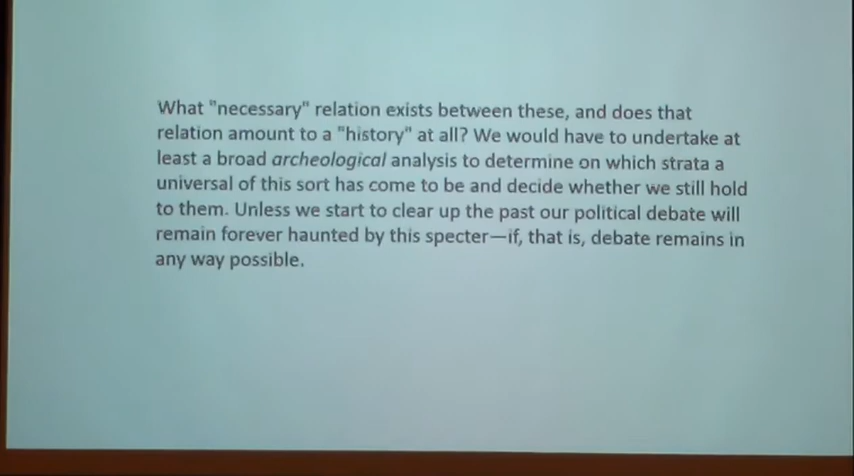 What "necessary" relation exists between these, and does that
relation amount to a "history" at all? We would have to undertake at
least a broad archeological analysis to determine on which strata a
universal of this sort has come to be and decide whether we still hold
to them. Unless we start to clear up the past our political debate will
remain forever haunted by this specter—if, that is, debate remains in
any way possible.